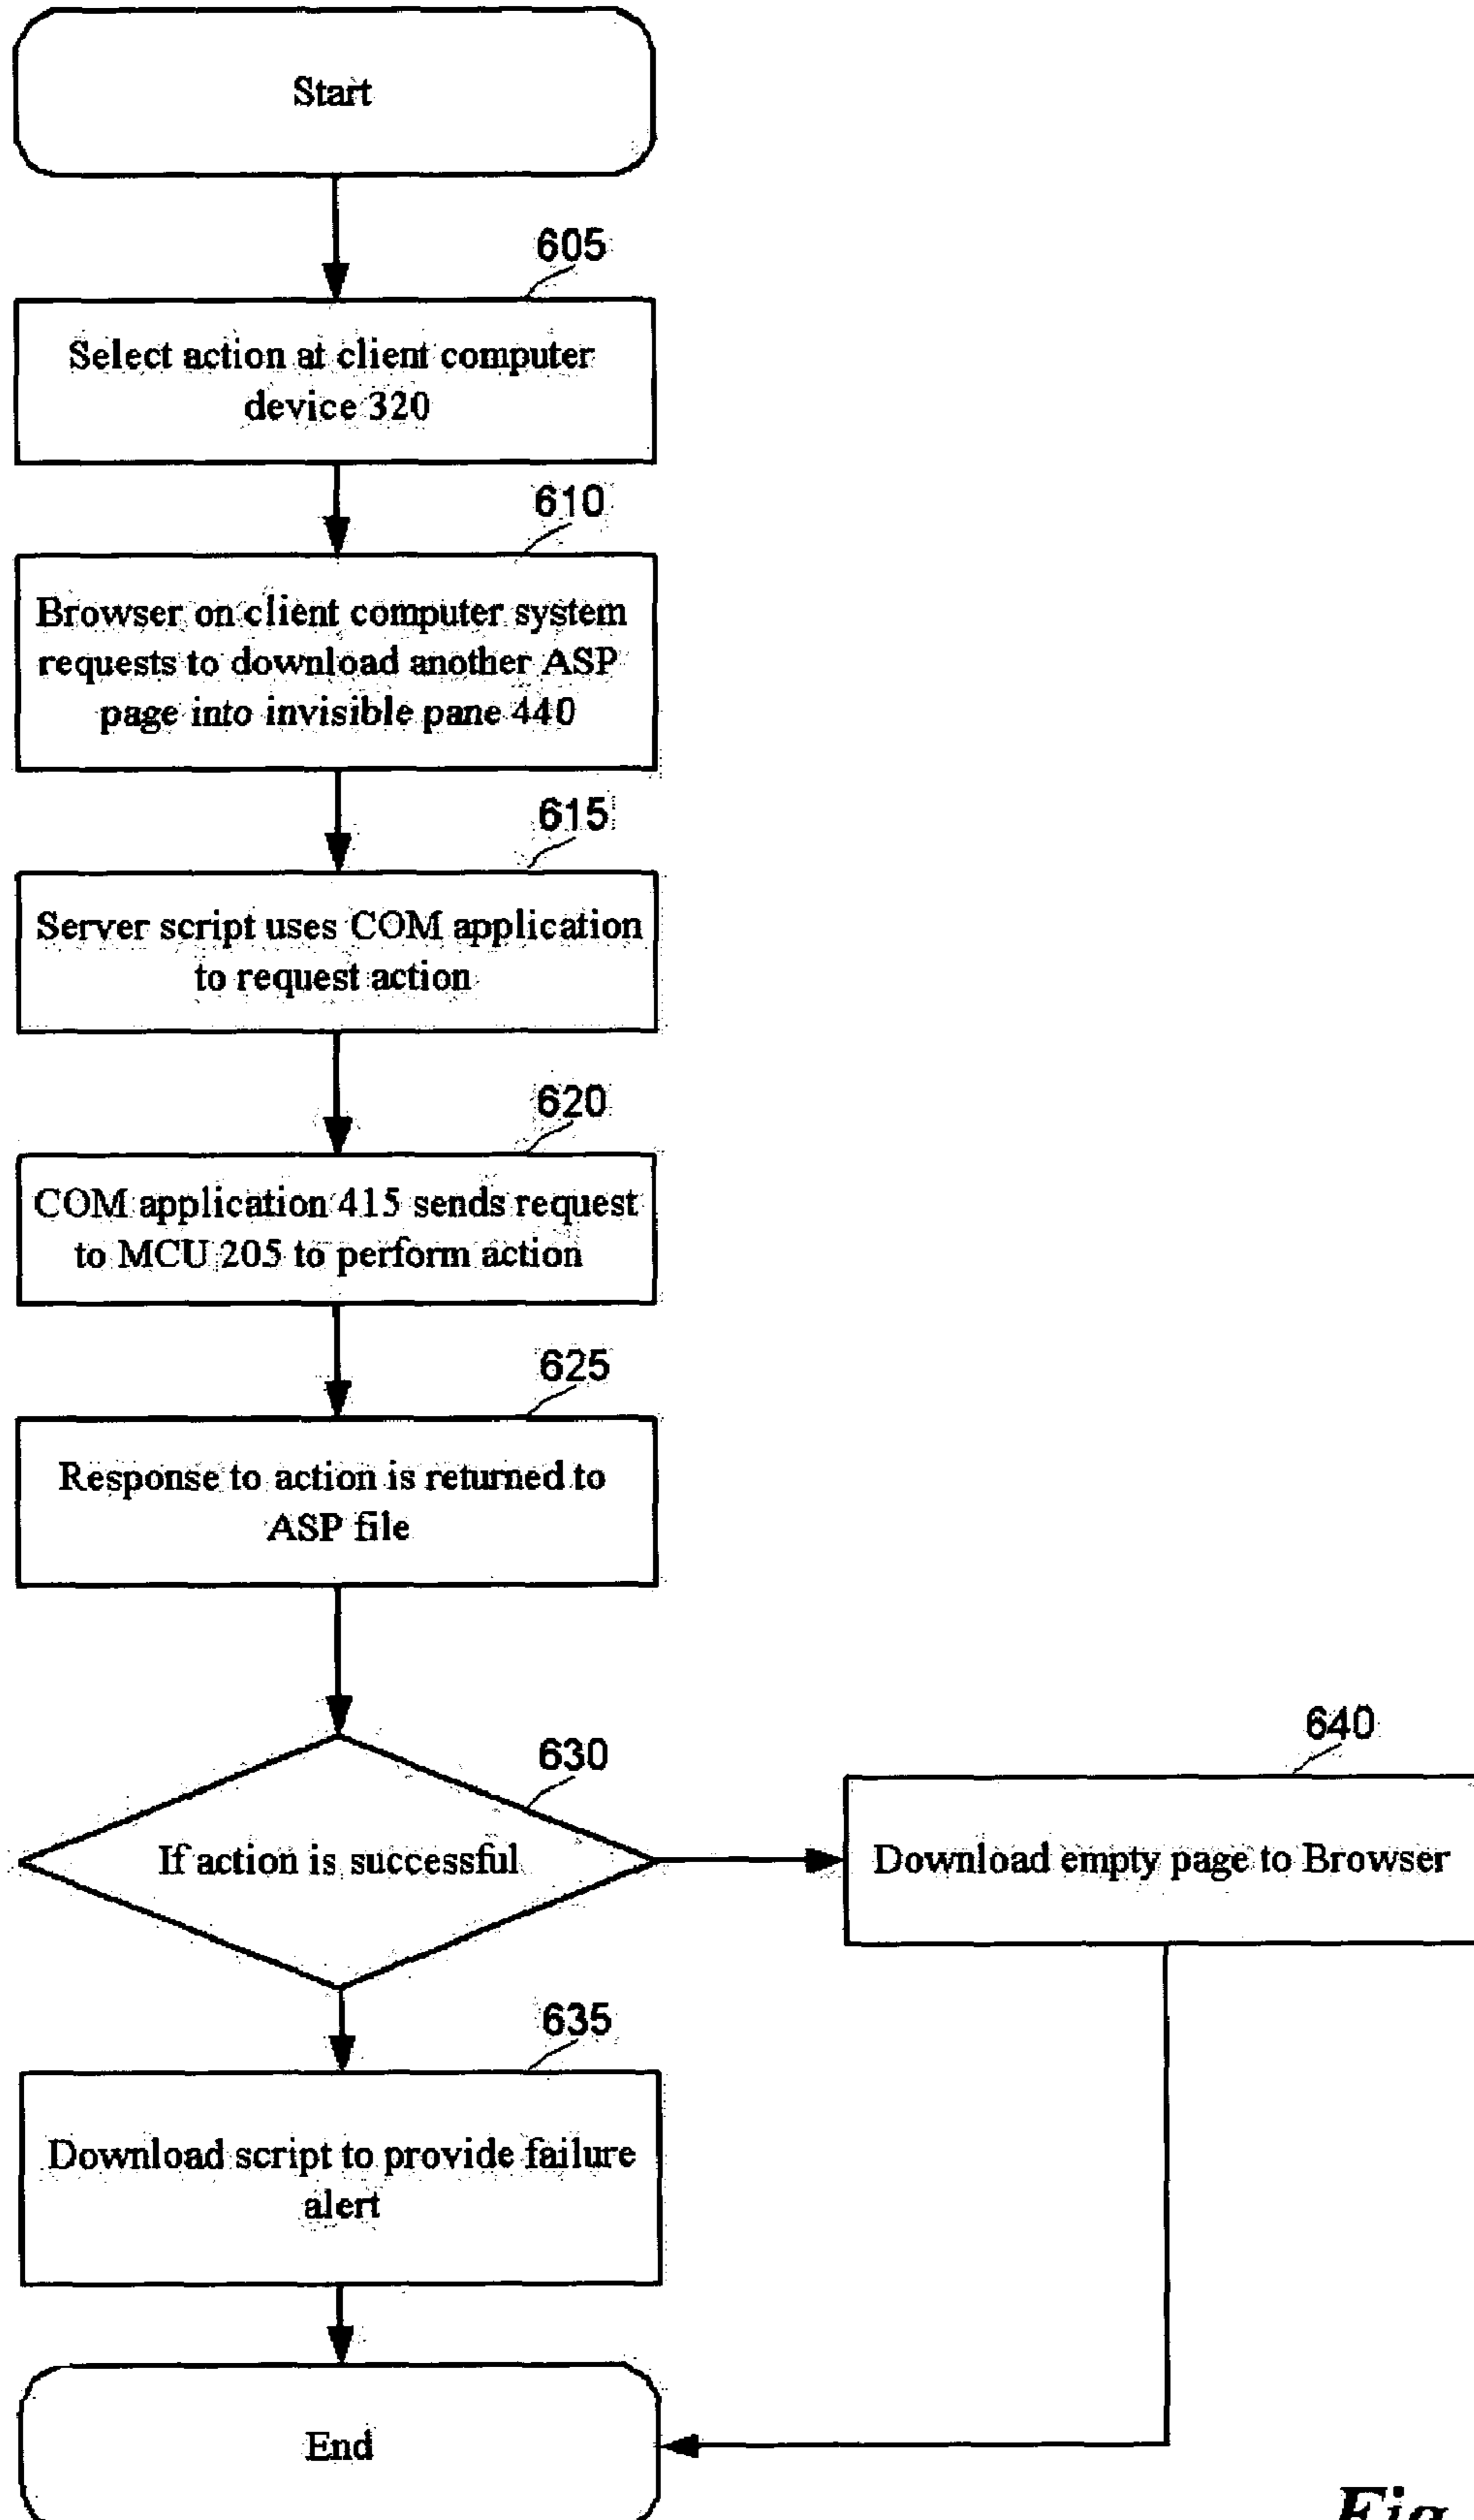 Start
605
Select action at client computer
device 320
610
Browser on client computer system
requests to download another ASP
page into invisible pane 440
615
Server script uses COM application
to request action
620
COM application 415 sends request
to MCU 205 to perform action
625
Response to action is returned to
ASP file
630
If action is successful
640
Download empty page to Browser
635
Download script to provide failure
alert
End
Fig